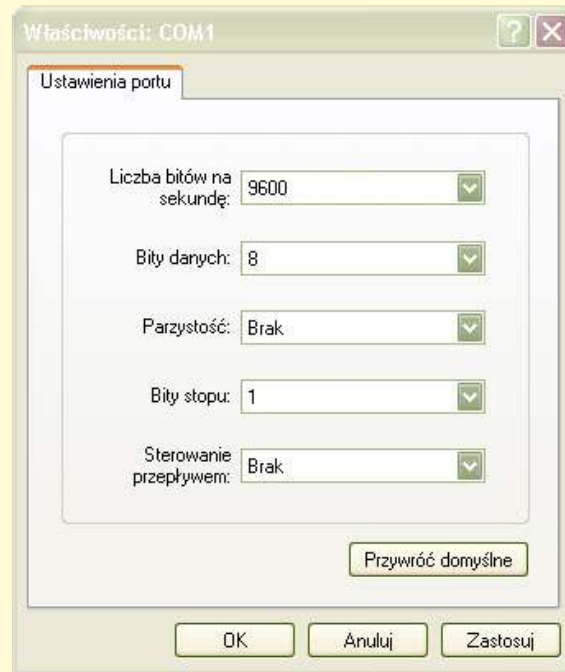 Właściwości: COM1
Ustawienia portu
Liczba bitów na
sekundę:
9600
Bity danych:
8
Parzystość:
Brak
Bity stopu:
1
Sterowanie
przepływem:
Brak
Przywróć domyślne
OK
Anuluj
Zastosuj